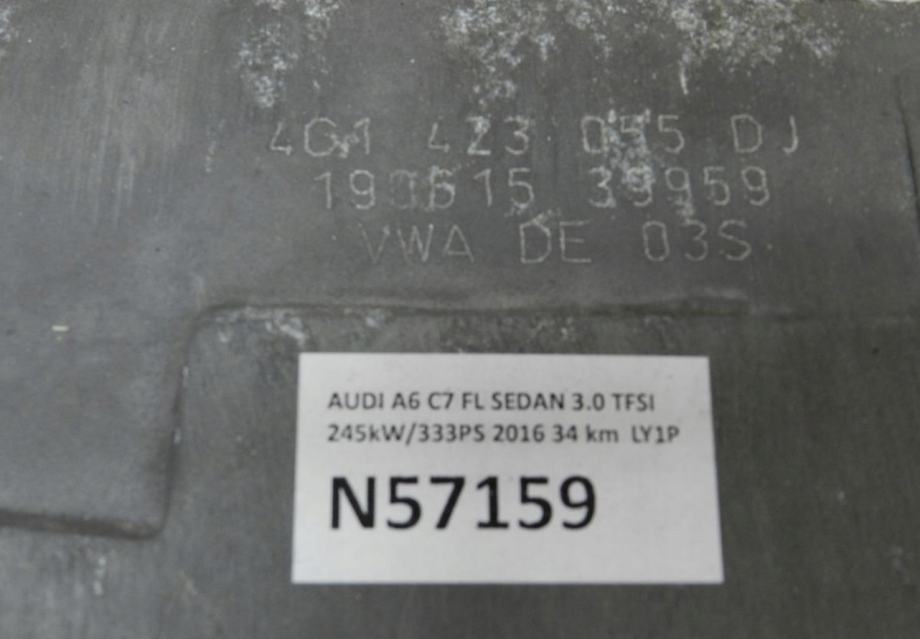 4G1 423 055 DJ
190615 39959
VWA DE 03S
AUDI A6 C7 FL SEDAN 3.0 TFSI
245kW/333PS 2016 34 km LY1P
N57159